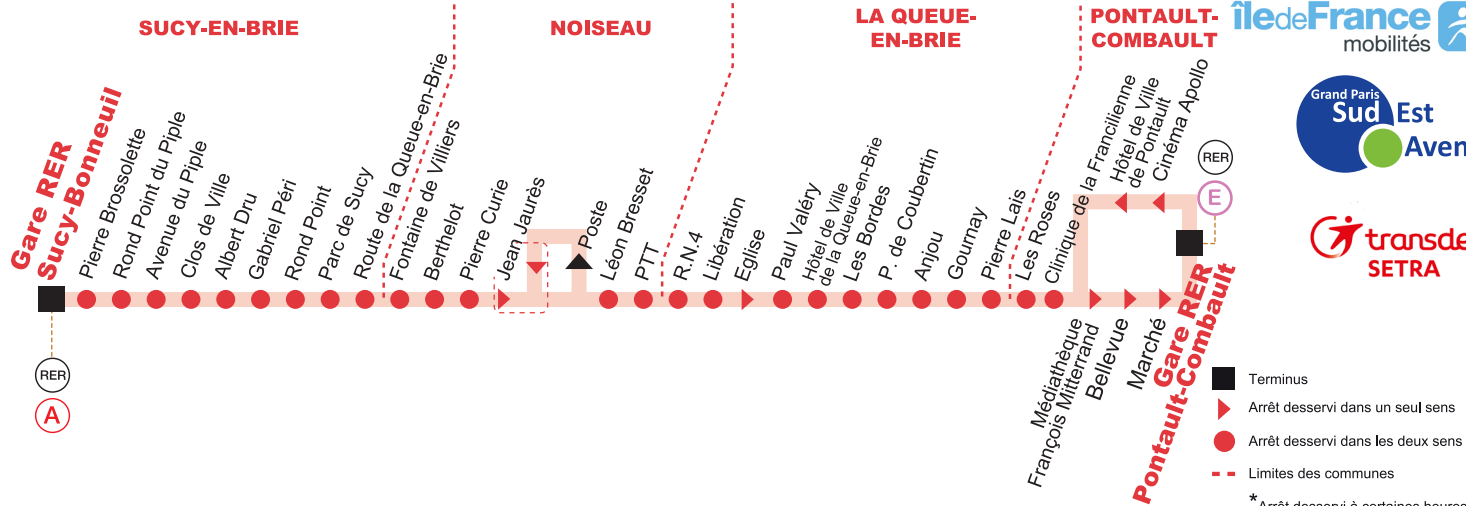 SUCY-EN-BRIE
NOISEAU
LA QUEUE-
EN-BRIE
PONTAULT-
COMBAULT
îledeFrance
mobilités
Grand Paris
Sud Est
Aven
transde
SETRA
Gare RER
Sucy-Bonneuil
Pierre Brossolette
Rond Point du Piple
Avenue du Piple
Clos de Ville
Albert Dru
Gabriel Péri
Rond Point
Parc de Sucy
Route de la Queue-en-Brie
Fontaine de Villiers
Berthelot
Pierre Curie
Jean Jaurès
Poste
Léon Bresset
PTT
R.N.4
Libération
Eglise
Paul Valéry
Hôtel de Ville
de la Queue-en-Brie
Les Bordes
P. de Coubertin
Anjou
Gournay
Pierre Lais
Les Roses
Clinique de la Francilienne
Hôtel de Ville
de Pontault
Cinéma Apollo
RER
E
RER
A
Médiathèque
François Mitterrand
Bellevue
Marché
Gare RER
Pontault-Combault
Terminus
Arrêt desservi dans un seul sens
Arrêt desservi dans les deux sens
Limites des communes
*Arrêt desservi à certaines heures